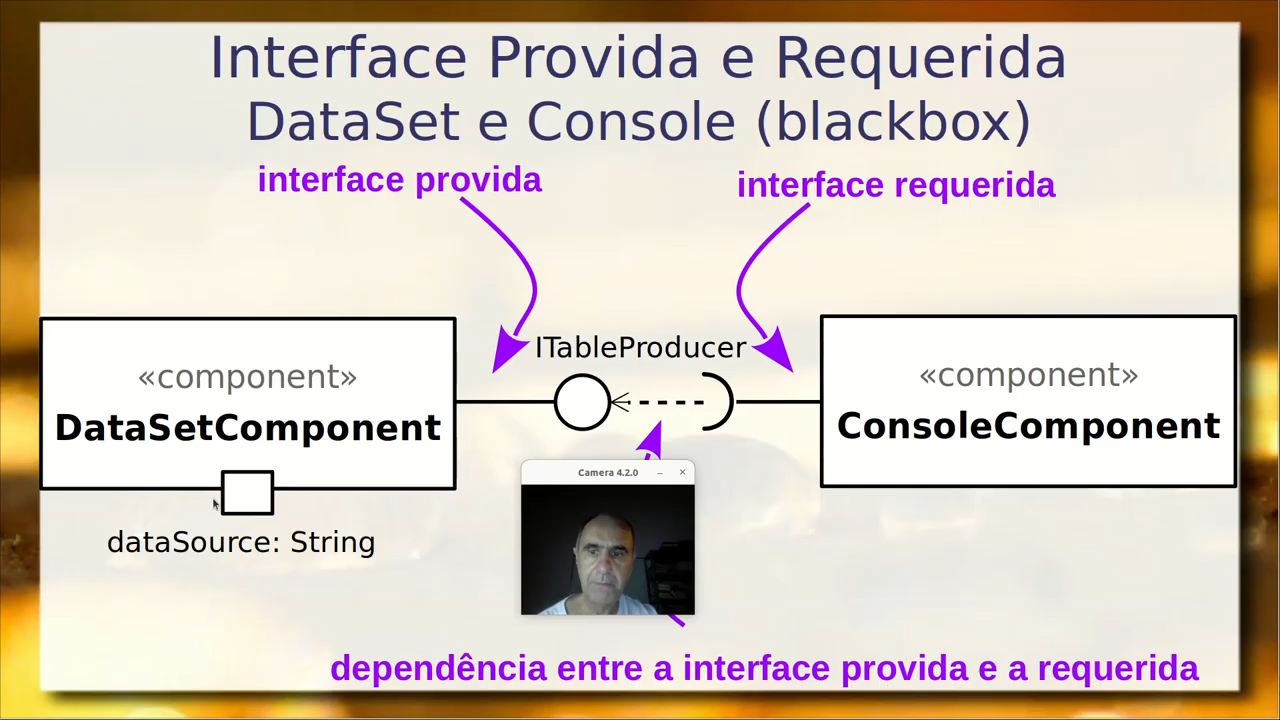 Interface Provida e Requerida
DataSet e Console (blackbox)
interface provida
interface requerida
ITableProducer
«component»
DataSetComponent
«component»
ConsoleComponent
Camera 4.2.0
dataSource: String
dependência entre a interface provida e a requerida